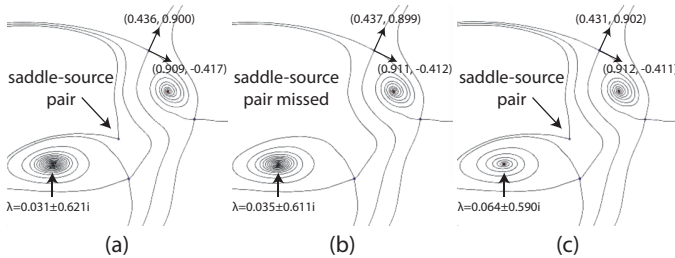 (0.436, 0.900)
(0.909, -0.417)
saddle-source
pair
λ=0.031±0.621i
(a)
(0.437, 0.899)
(0.911, -0.412)
saddle-source
pair missed
λ=0.035±0.611i
(b)
(0.431, 0.902)
(0.912, -0.411)
saddle-source
pair
λ=0.064±0.590i
(c)